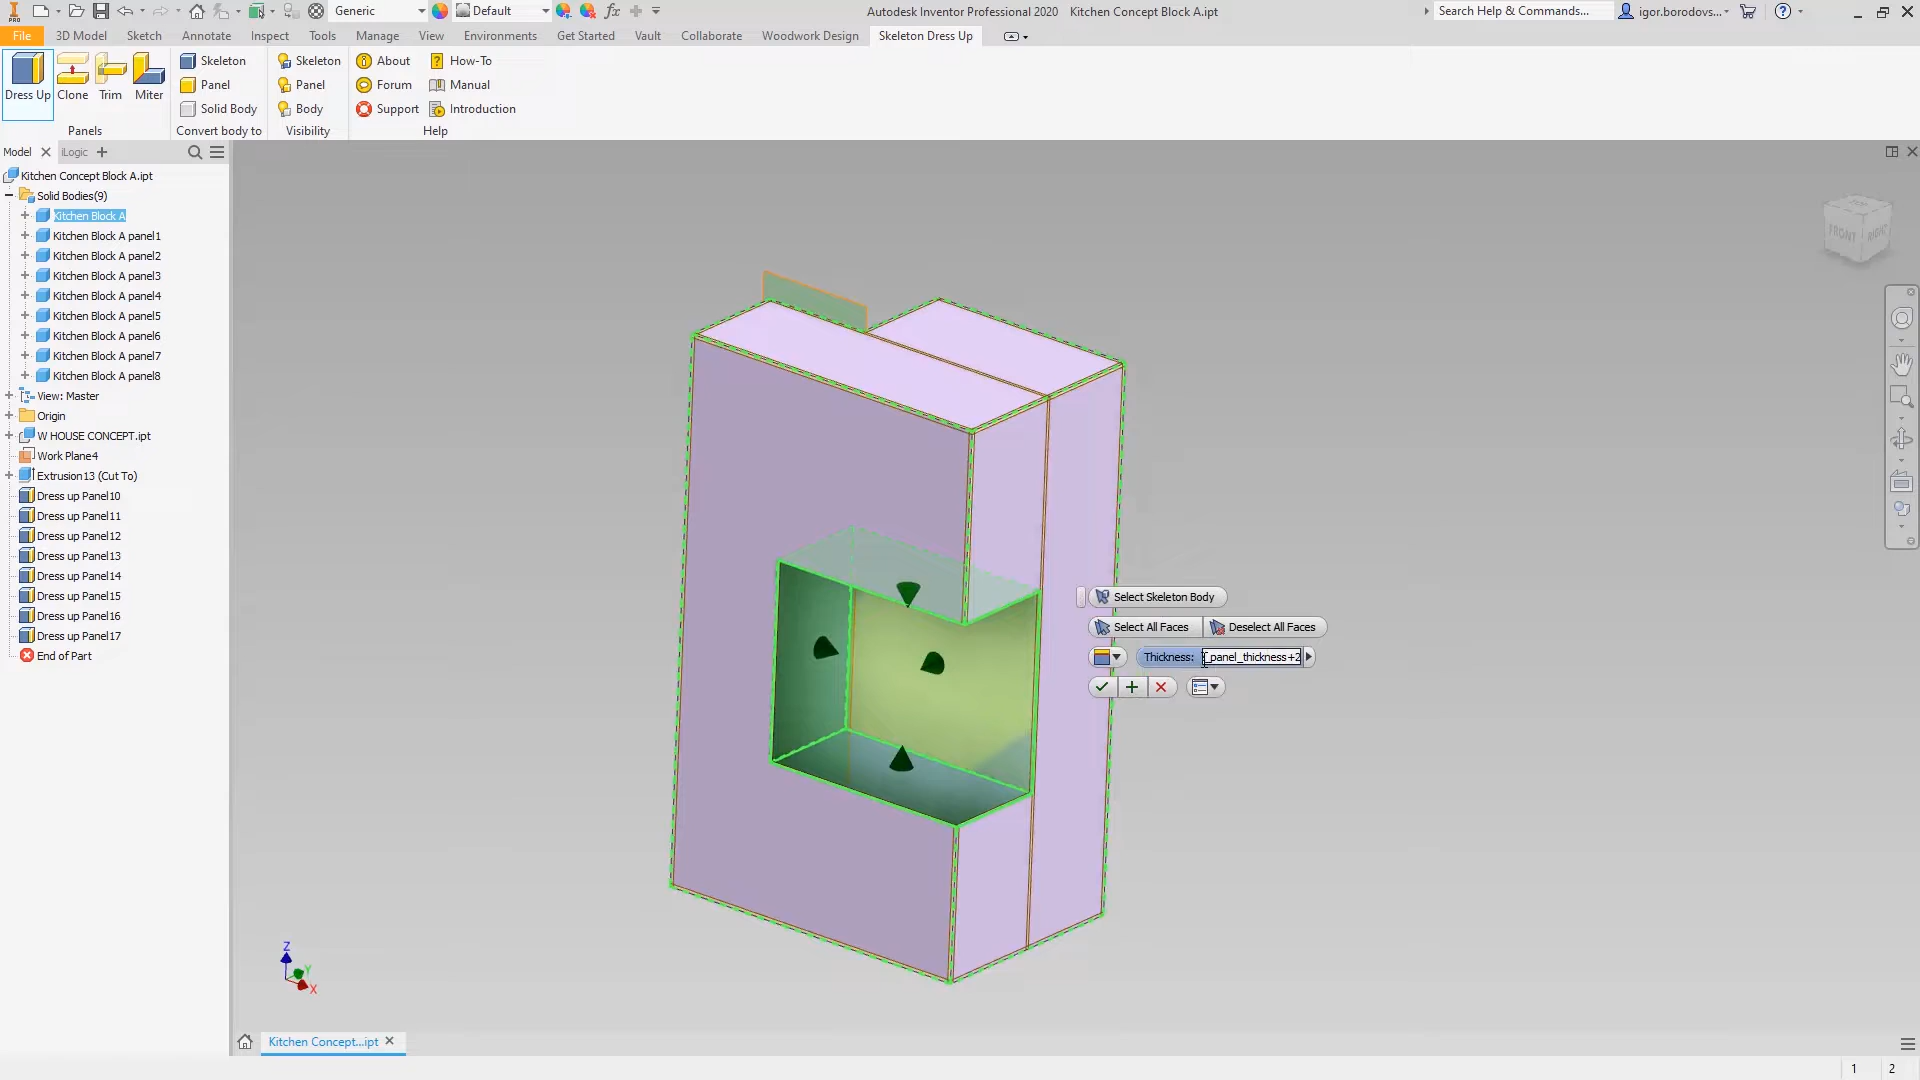 PRO
Generic
Default
fx
Autodesk Inventor Professional 2020 Kitchen Concept Block A.ipt
Search Help & Commands...
igor.borodovs...
File
3D Model
Sketch
Annotate
Inspect
Tools
Manage
View
Environments
Get Started
Vault
Collaborate
Woodwork Design
Skeleton Dress Up
Dress Up
Clone
Trim
Miter
Panels
Skeleton
Panel
Solid Body
Convert body to
Skeleton
Panel
Body
Visibility
About
Forum
Support
How-To
Manual
Introduction
Help
Model
iLogic
Kitchen Concept Block A.ipt
Solid Bodies(9)
Kitchen Block A
Kitchen Block A panel1
Kitchen Block A panel2
Kitchen Block A panel3
Kitchen Block A panel4
Kitchen Block A panel5
Kitchen Block A panel6
Kitchen Block A panel7
Kitchen Block A panel8
View: Master
Origin
W HOUSE CONCEPT.ipt
Work Plane4
Extrusion13 (Cut To)
Dress up Panel10
Dress up Panel11
Dress up Panel12
Dress up Panel13
Dress up Panel14
Dress up Panel15
Dress up Panel16
Dress up Panel17
End of Part
TOP
FRONT
RIGHT
Select Skeleton Body
Select All Faces
Deselect All Faces
Thickness:
_panel_thickness+2
Z
Y
X
Kitchen Concept...ipt
1
2